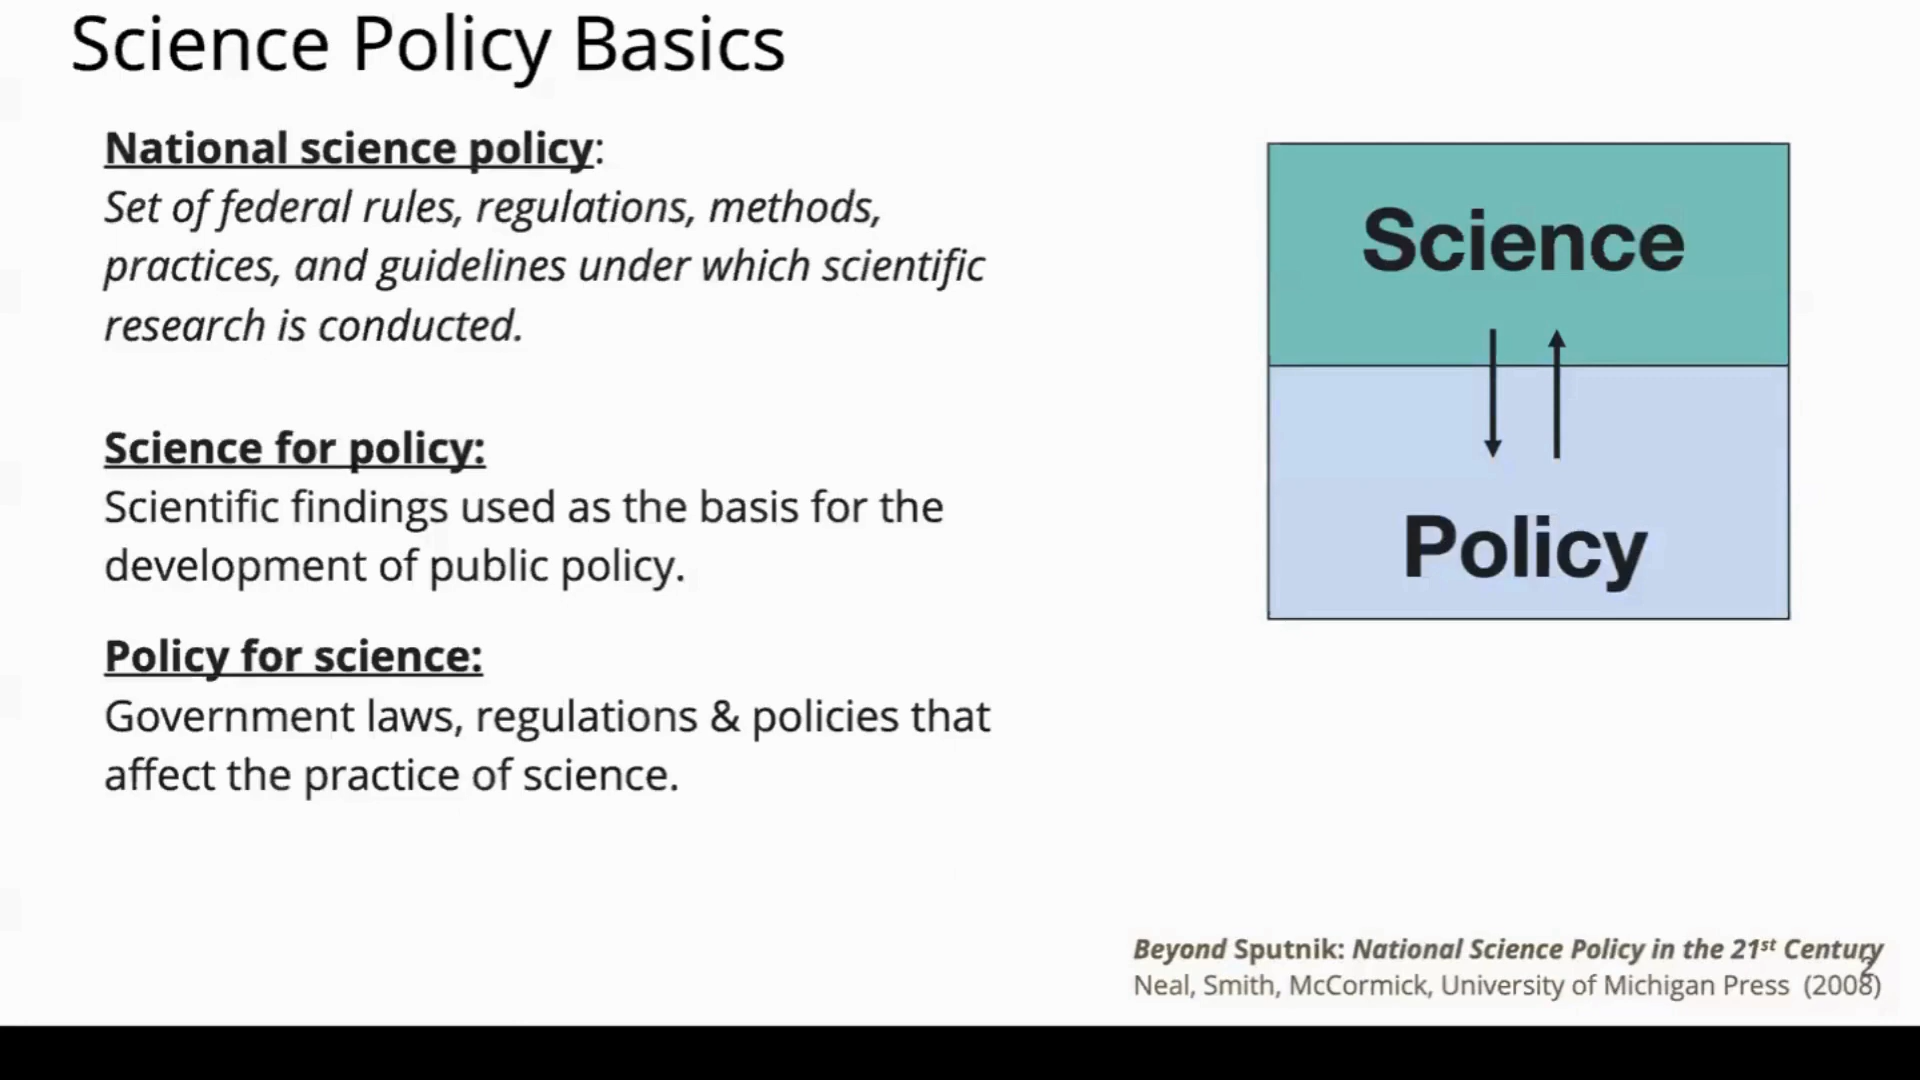 Science Policy Basics
National science policy:
Set of federal rules, regulations, methods,
practices, and guidelines under which scientific
research is conducted.
Science for policy:
Scientific findings used as the basis for the
development of public policy.
Policy for science:
Government laws, regulations & policies that
affect the practice of science.
Science
Policy
Beyond Sputnik: National Science Policy in the 21st Century
2
Neal, Smith, McCormick, University of Michigan Press (2008)